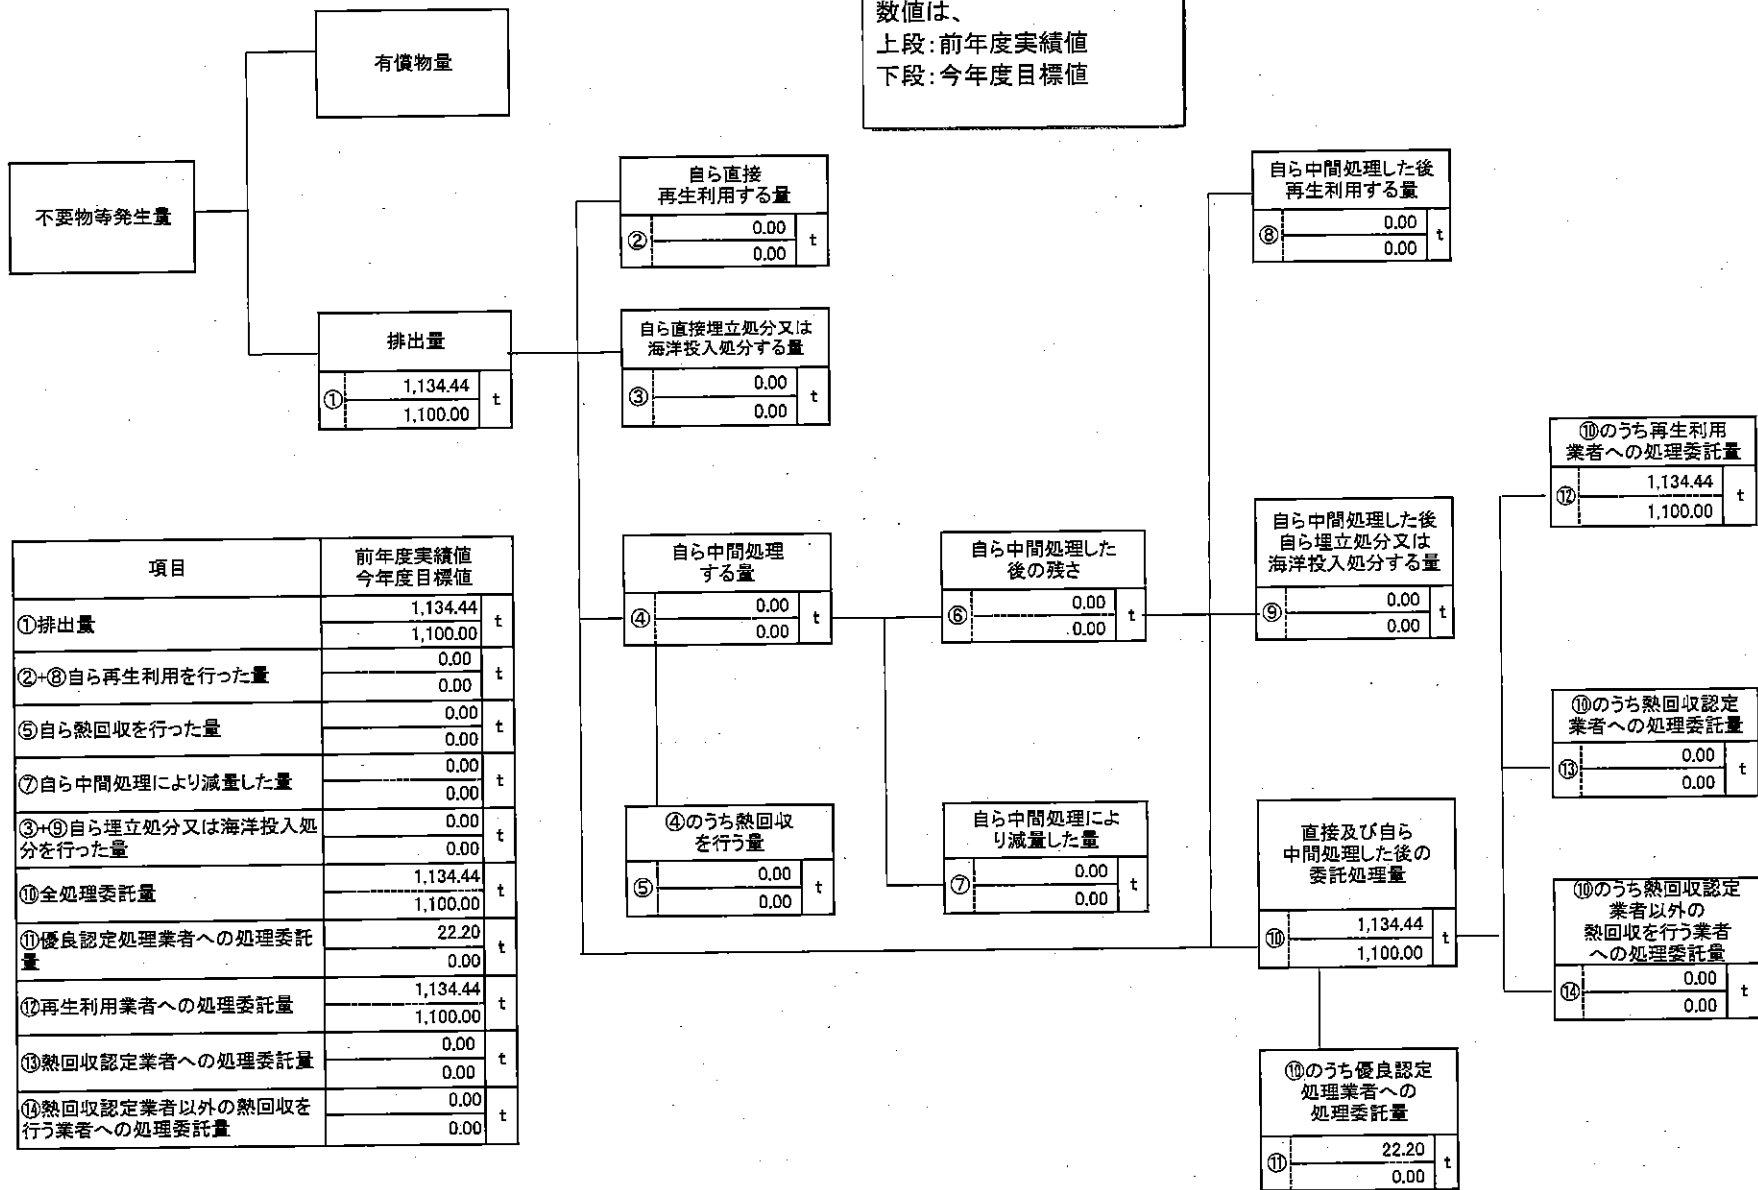 数値は、
上段:前年度実績値
下段:今年度目標値
有償物量
不要物等発生量
排出量
①
1,134.44
1,100.00
t
自ら直接
再生利用する量
②
0.00
0.00
t
自ら直接埋立処分又は
海洋投入処分する量
③
0.00
0.00
t
自ら中間処理
する量
④
0.00
0.00
t
④のうち熱回収
を行う量
⑤
0.00
0.00
t
自ら中間処理した
後の残さ
⑥
0.00
0.00
t
自ら中間処理によ
り減量した量
⑦
0.00
0.00
t
自ら中間処理した後
再生利用する量
⑧
0.00
0.00
t
自ら中間処理した後
自ら埋立処分又は
海洋投入処分する量
⑨
0.00
0.00
t
直接及び自ら
中間処理した後の
委託処理量
⑩
1,134.44
1,100.00
t
⑩のうち優良認定
処理業者への
処理委託量
⑪
22.20
0.00
t
⑩のうち再生利用
業者への処理委託量
⑫
1,134.44
1,100.00
t
⑩のうち熱回収認定
業者への処理委託量
⑬
0.00
0.00
t
⑩のうち熱回収認定
業者以外の
熱回収を行う業者
への処理委託量
⑭
0.00
0.00
t
項目
前年度実績値
今年度目標値
①排出量
1,134.44
1,100.00
t
②+⑧自ら再生利用を行った量
0.00
0.00
t
⑤自ら熱回収を行った量
0.00
0.00
t
⑦自ら中間処理により減量した量
0.00
0.00
t
③+⑨自ら埋立処分又は海洋投入処
分を行った量
0.00
0.00
t
⑩全処理委託量
1,134.44
1,100.00
t
⑪優良認定処理業者への処理委託
量
22.20
0.00
t
⑫再生利用業者への処理委託量
1,134.44
1,100.00
t
⑬熱回収認定業者への処理委託量
0.00
0.00
t
⑭熱回収認定業者以外の熱回収を
行う業者への処理委託量
0.00
0.00
t